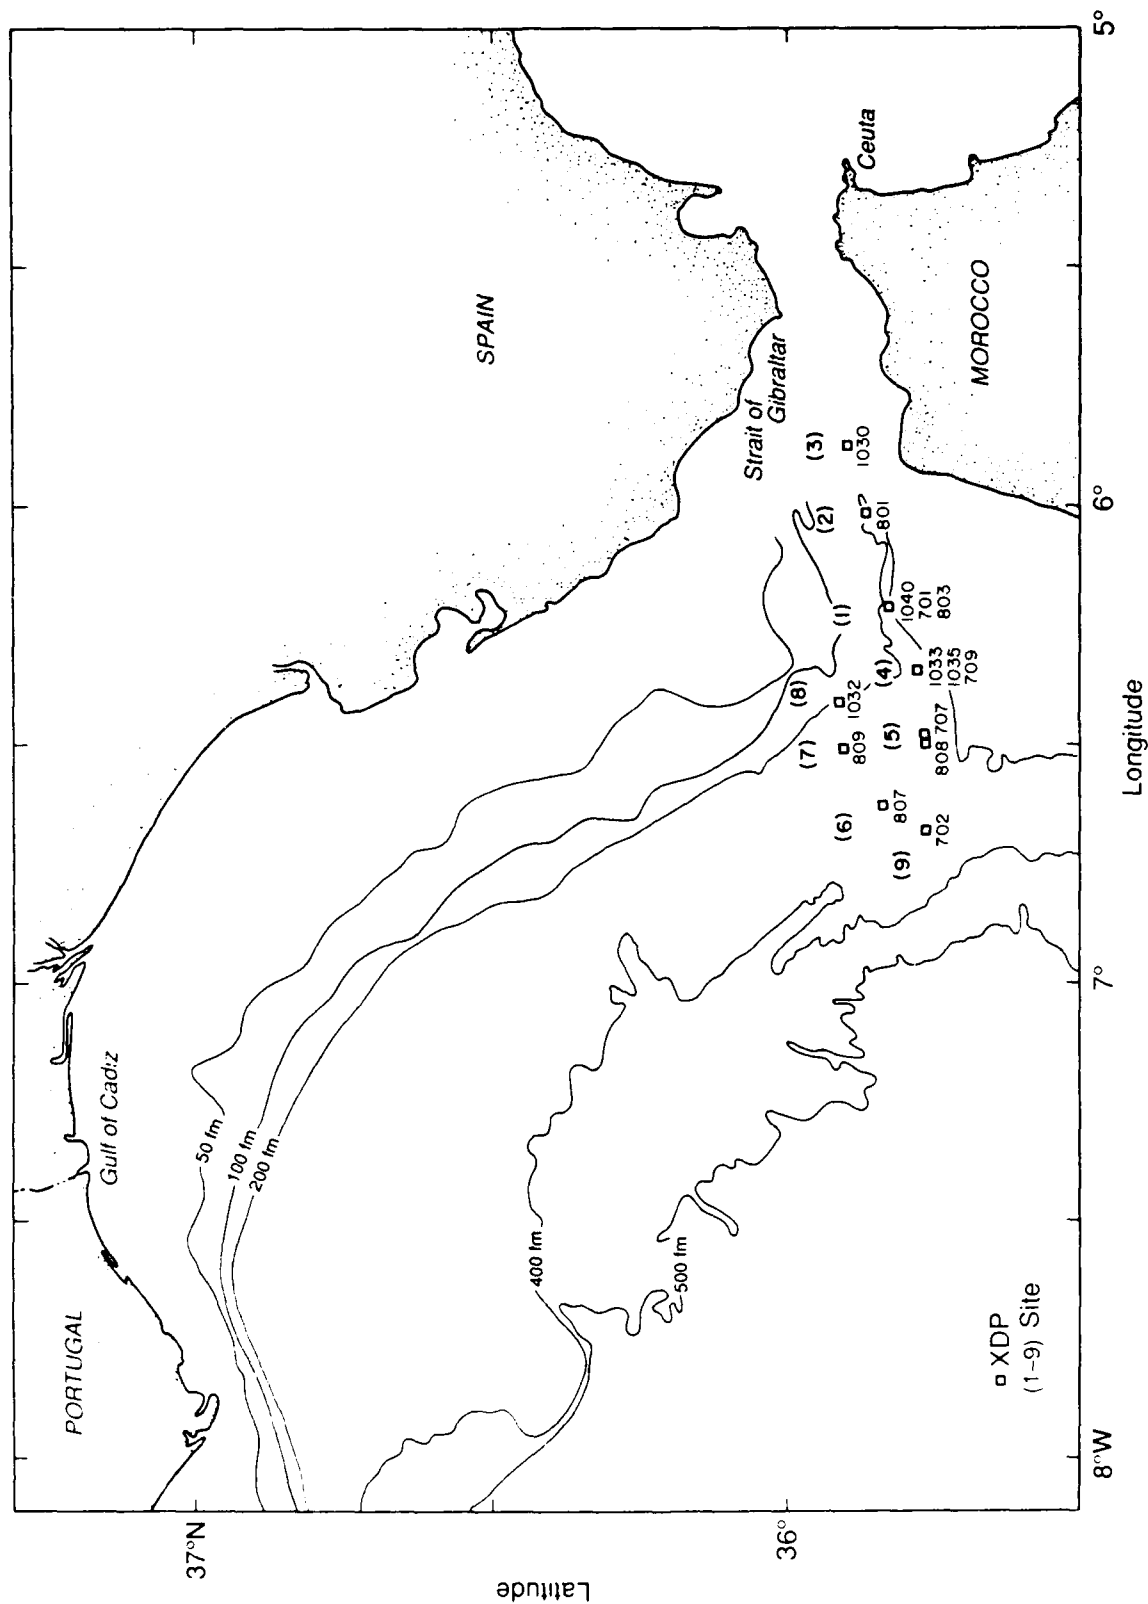 PORTUGAL
Gulf of Cadiz
SPAIN
50 fm
100 fm
200 fm
400 fm
500 fm
Strait of
Gibraltar
Ceuta
MOROCCO
(3)
1030
(2)
801
(1)
1040
701
803
(4)
1033
1035
709
(8)
1032
(7)
809
(5)
707
808
(6)
807
(9)
702
XDP
(1-9) Site
37°N
36°
Latitude
8°W
7°
6°
5°
Longitude